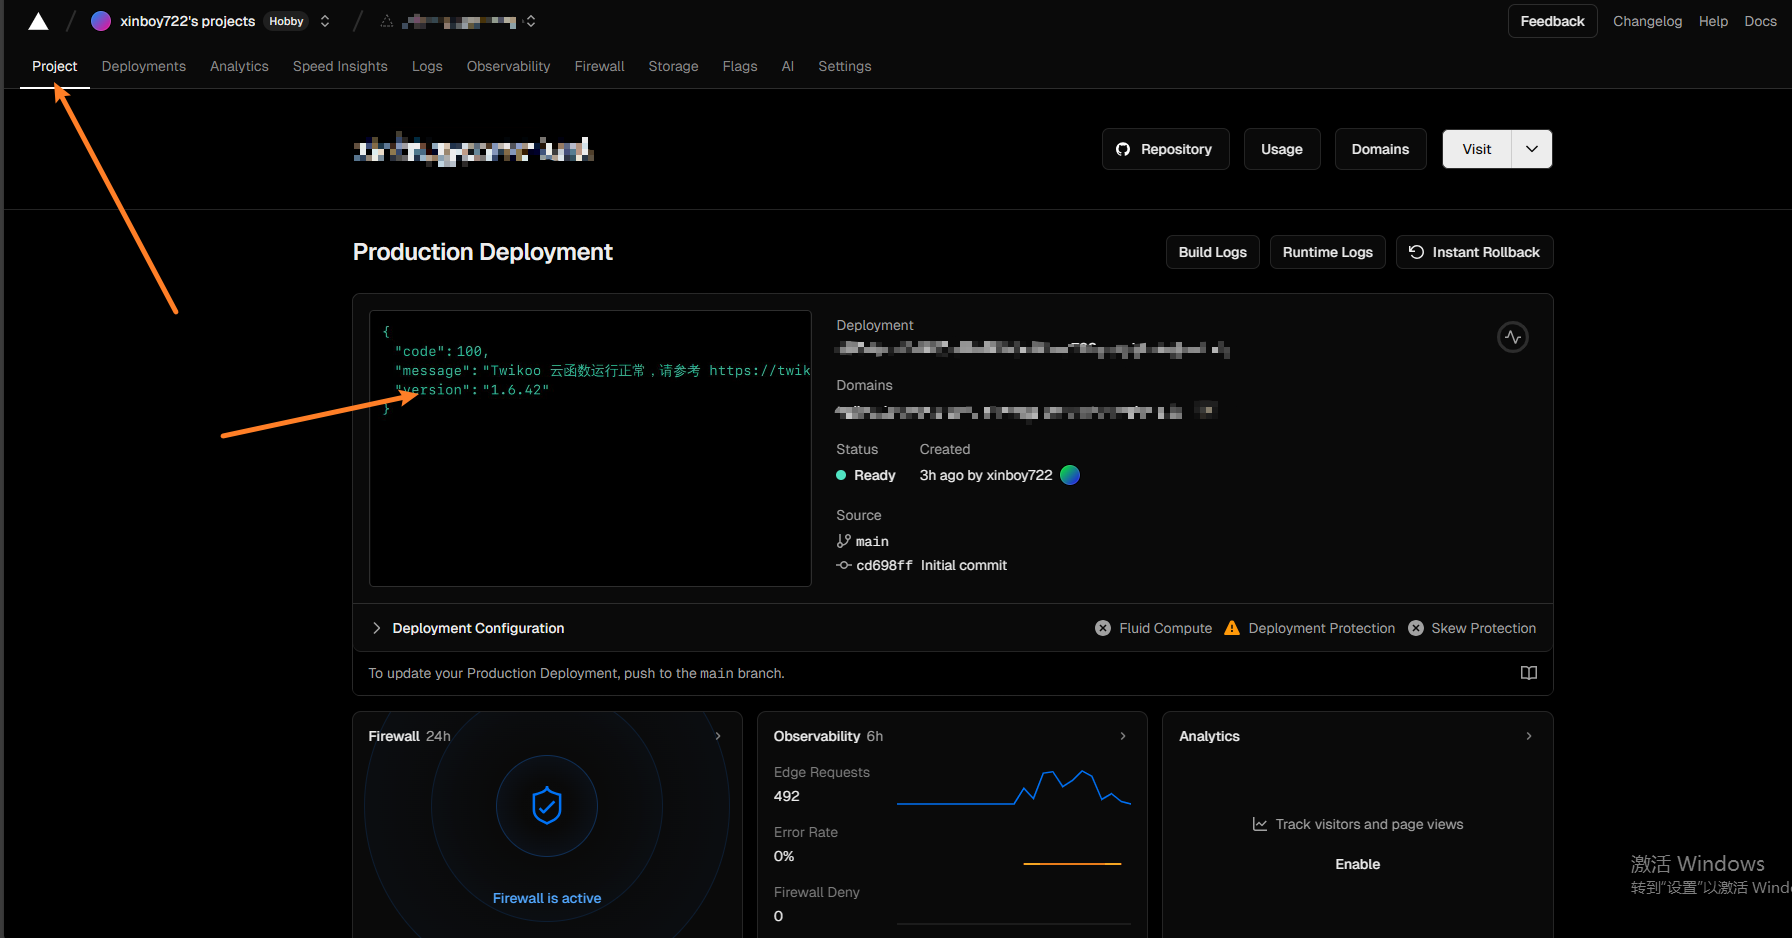 xinboy722's projects Hobby
Feedback Changelog Help Docs
Project Deployments Analytics Speed Insights Logs Observability Firewall Storage Flags AI Settings
Repository Usage Domains Visit
Production Deployment
Build Logs Runtime Logs Instant Rollback
{
"code": 100,
"message": "Twikoo 云函数运行正常，请参考 https://twik
"version": "1.6.42"
}
Deployment
Domains
Status Created
Ready 3h ago by xinboy722
Source
main
cd698ff Initial commit
Deployment Configuration
Fluid Compute Deployment Protection Skew Protection
To update your Production Deployment, push to the main branch.
Firewall 24h
Firewall is active
Observability 6h
Edge Requests
492
Error Rate
0%
Firewall Deny
0
Analytics
Track visitors and page views
Enable
激活 Windows
转到“设置”以激活 Wind